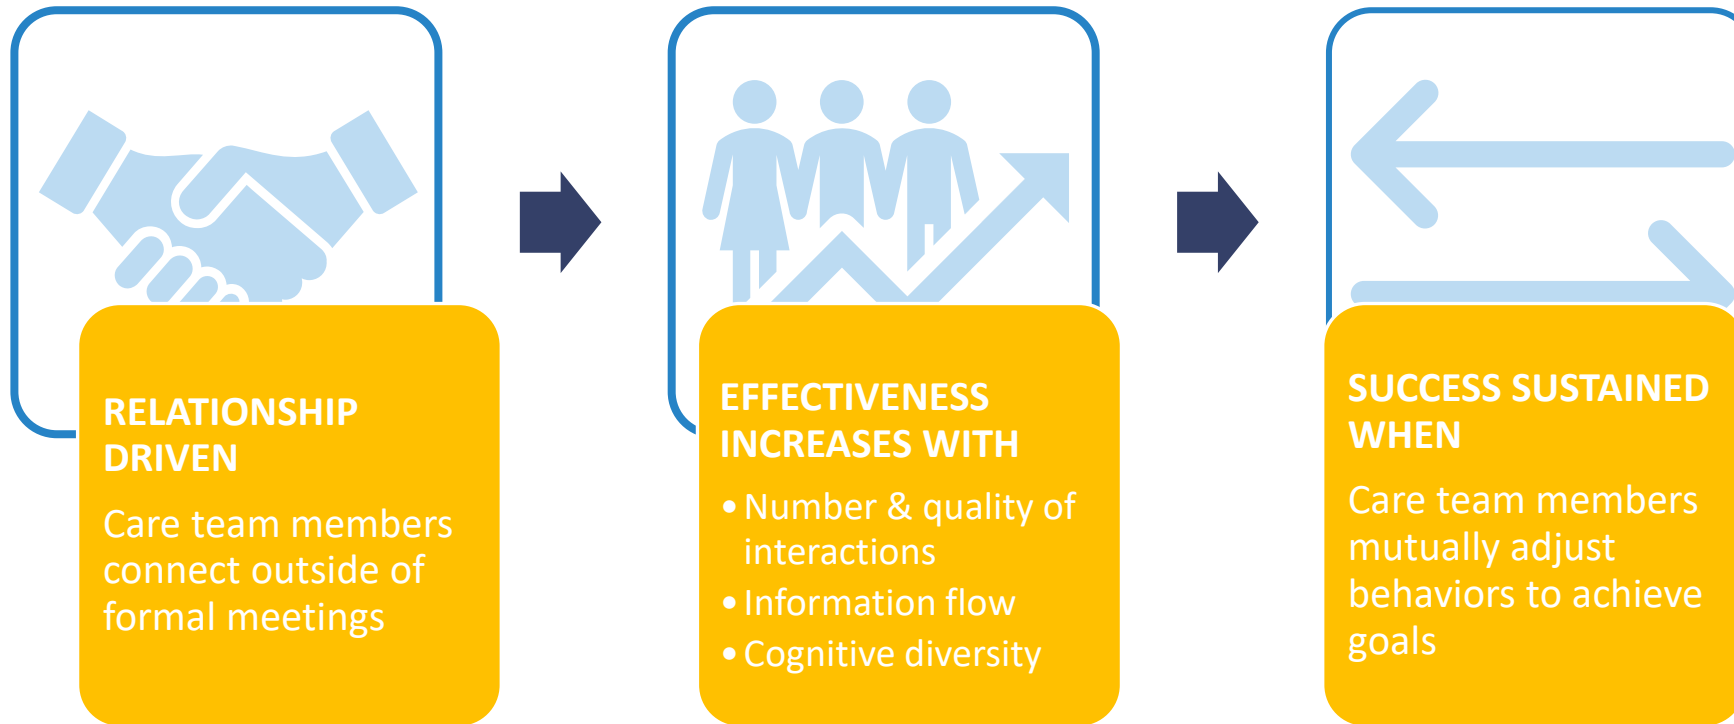 RELATIONSHIP
DRIVEN
Care team members
connect outside of
formal meetings
EFFECTIVENESS
INCREASES WITH
• Number & quality of
interactions
• Information flow
• Cognitive diversity
SUCCESS SUSTAINED
WHEN
Care team members
mutually adjust
behaviors to achieve
goals